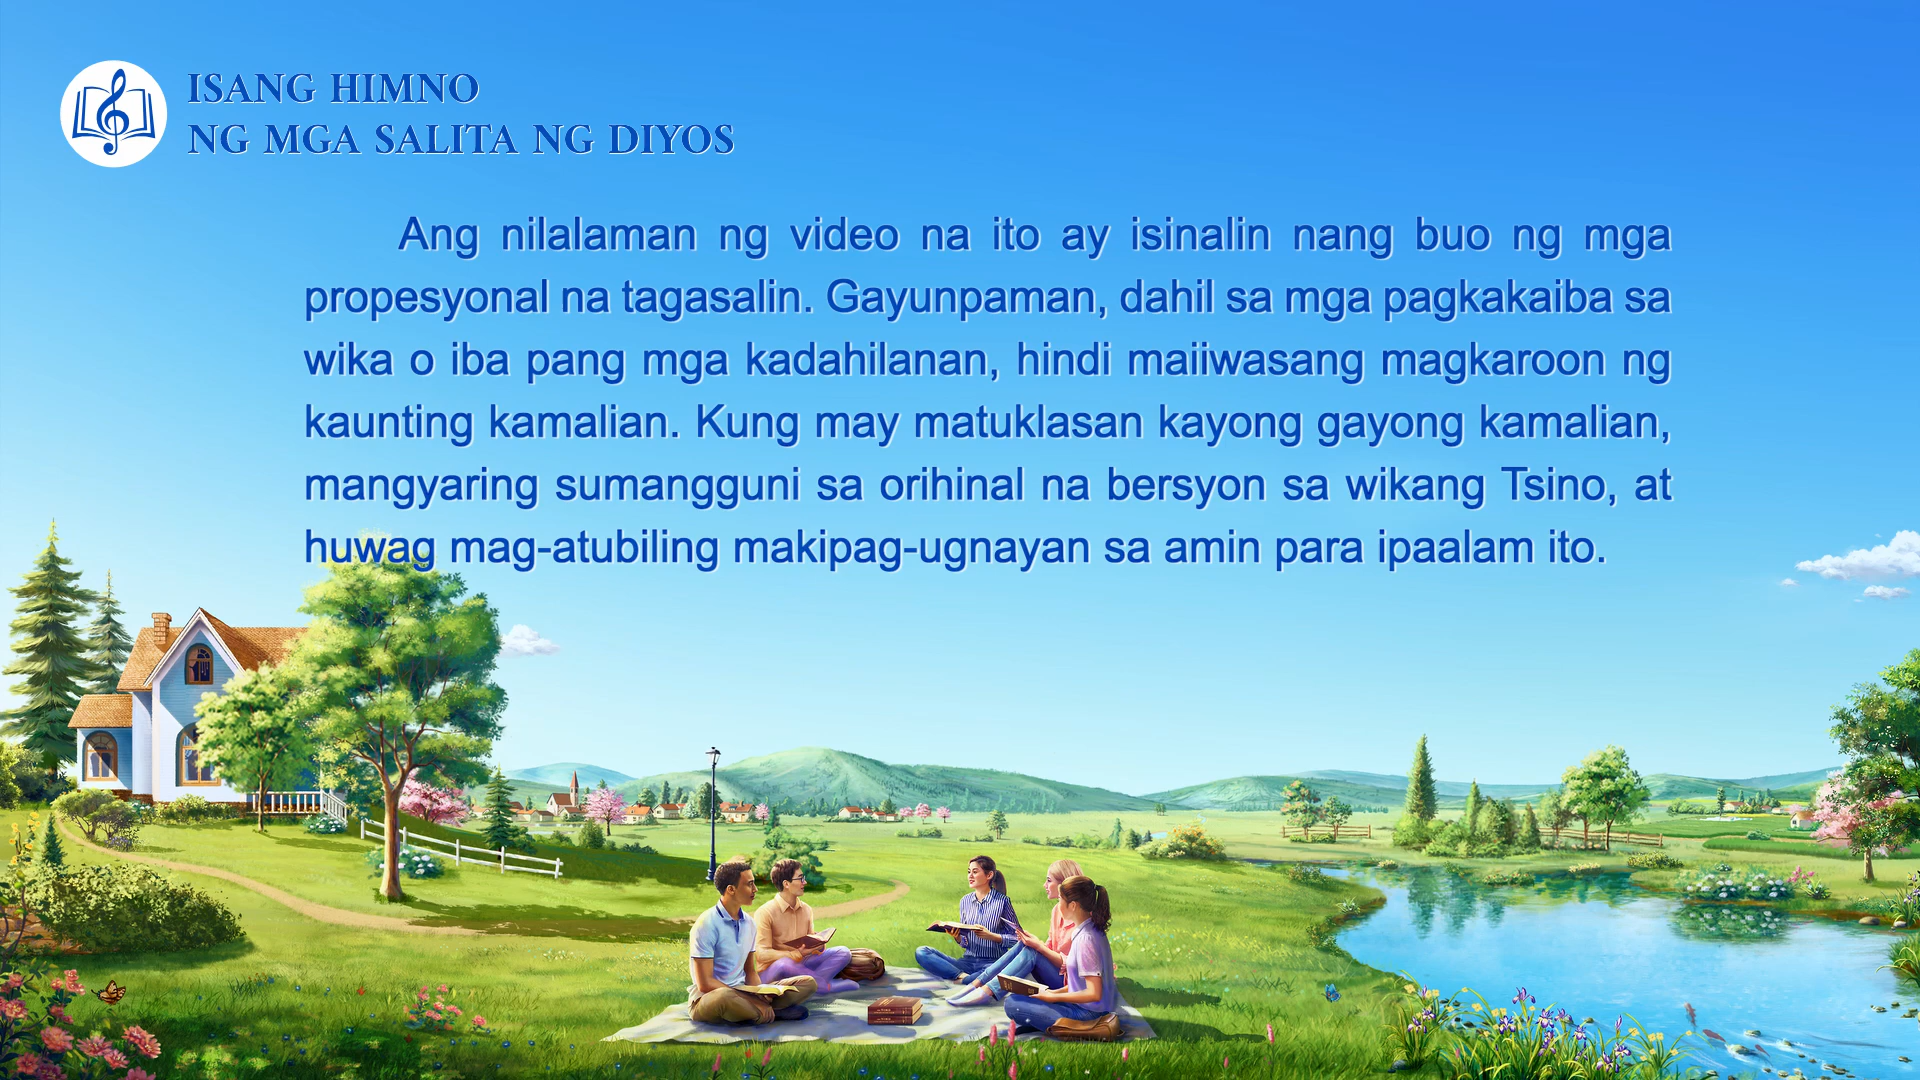 ISANG HIMNO
NG MGA SALITA NG DIYOS
Ang nilalaman ng video na ito ay isinalin nang buo ng mga
propesyonal na tagasalin. Gayunpaman, dahil sa mga pagkakaiba sa
wika o iba pang mga kadahilanan, hindi maiiwasang magkaroon ng
kaunting kamalian. Kung may matuklasan kayong gayong kamalian,
mangyaring sumangguni sa orihinal na bersyon sa wikang Tsino, at
huwag mag-atubiling makipag-ugnayan sa amin para ipaalam ito.